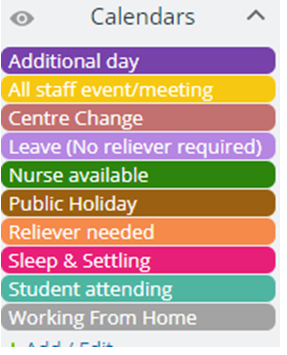 Calendars
Additional day
All staff event/meeting
Centre Change
Leave (No reliever required)
Nurse available
Public Holiday
Reliever needed
Sleep & Settling
Student attending
Working From Home
+ Add / Edit